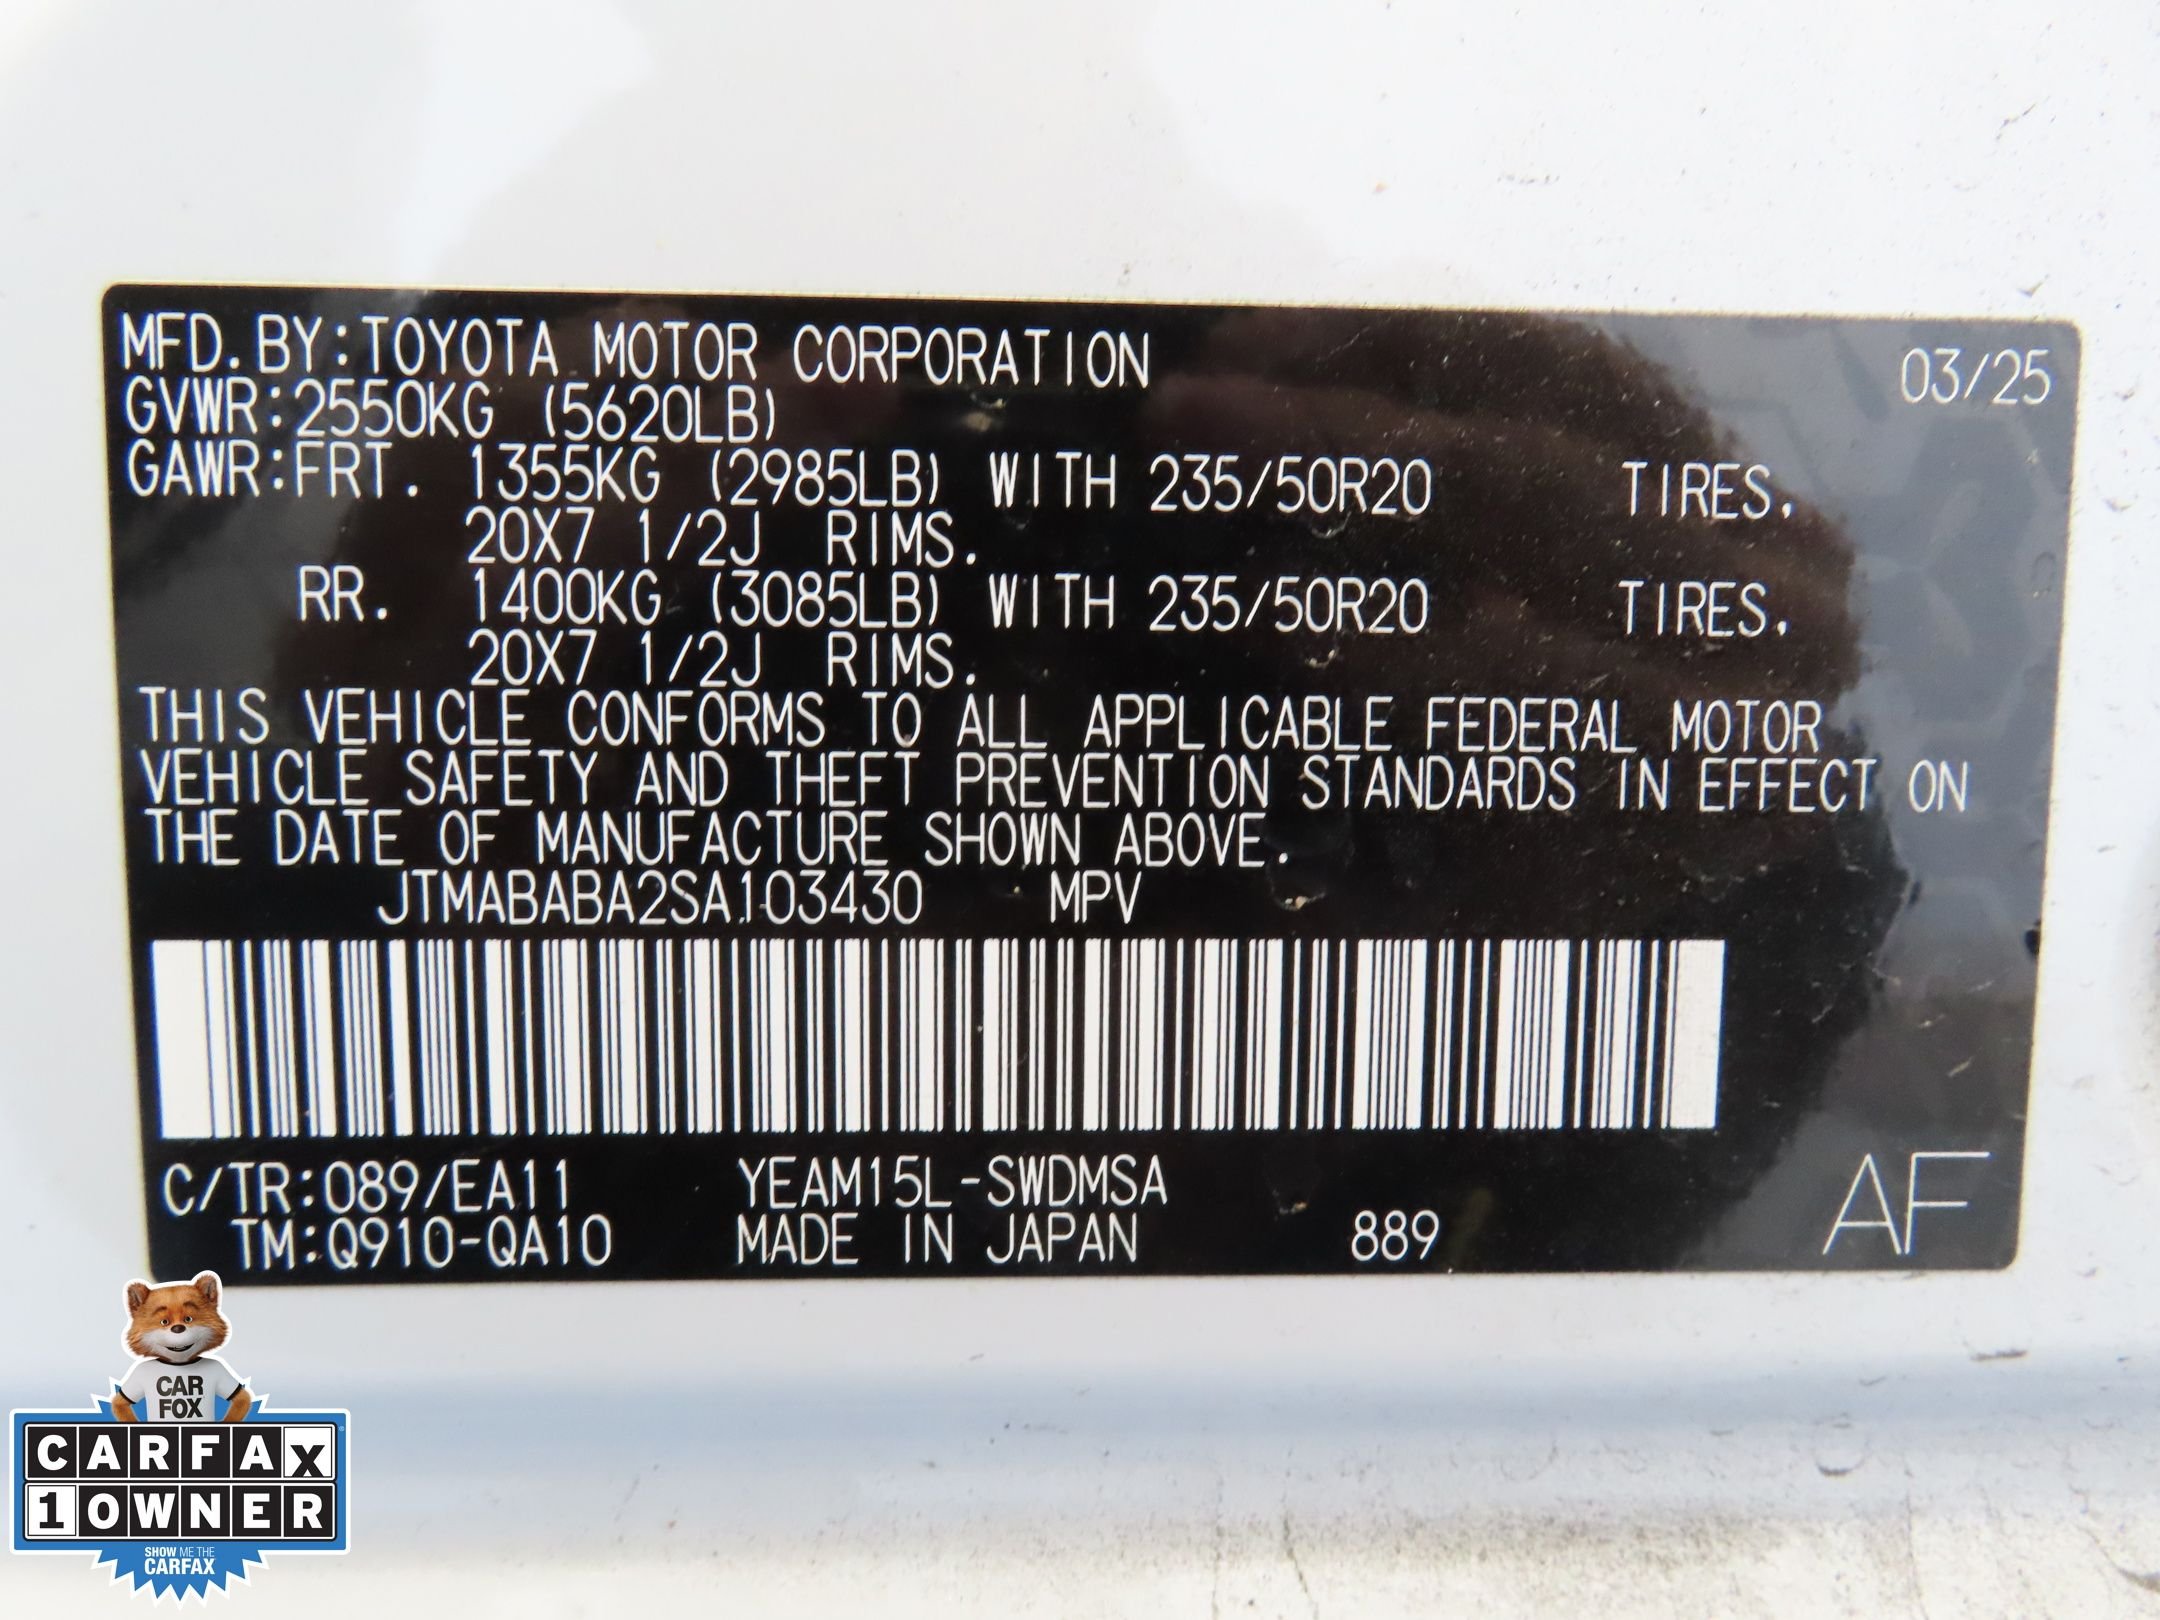 MFD. BY:TOYOTA MOTOR CORPORATION 03/25
GVWR:2550KG (5620LB)
GAWR:FRT. 1355KG (2985LB) WITH 235/50R20 TIRES.
20X7 1/2J RIMS.
RR. 1400KG (3085LB) WITH 235/50R20 TIRES.
20X7 1/2J RIMS.
THIS VEHICLE CONFORMS TO ALL APPLICABLE FEDERAL MOTOR
VEHICLE SAFETY AND THEFT PREVENTION STANDARDS IN EFFECT ON
THE DATE OF MANUFACTURE SHOWN ABOVE.
JTMABABA2SA103430 MPV
C/TR:089/EA11 YEAM15L-SWDMSA AF
TM:Q910-QA10 MADE IN JAPAN 889
CAR
FOX
CARFAX
1 OWNER
SHOW ME THE
CARFAX